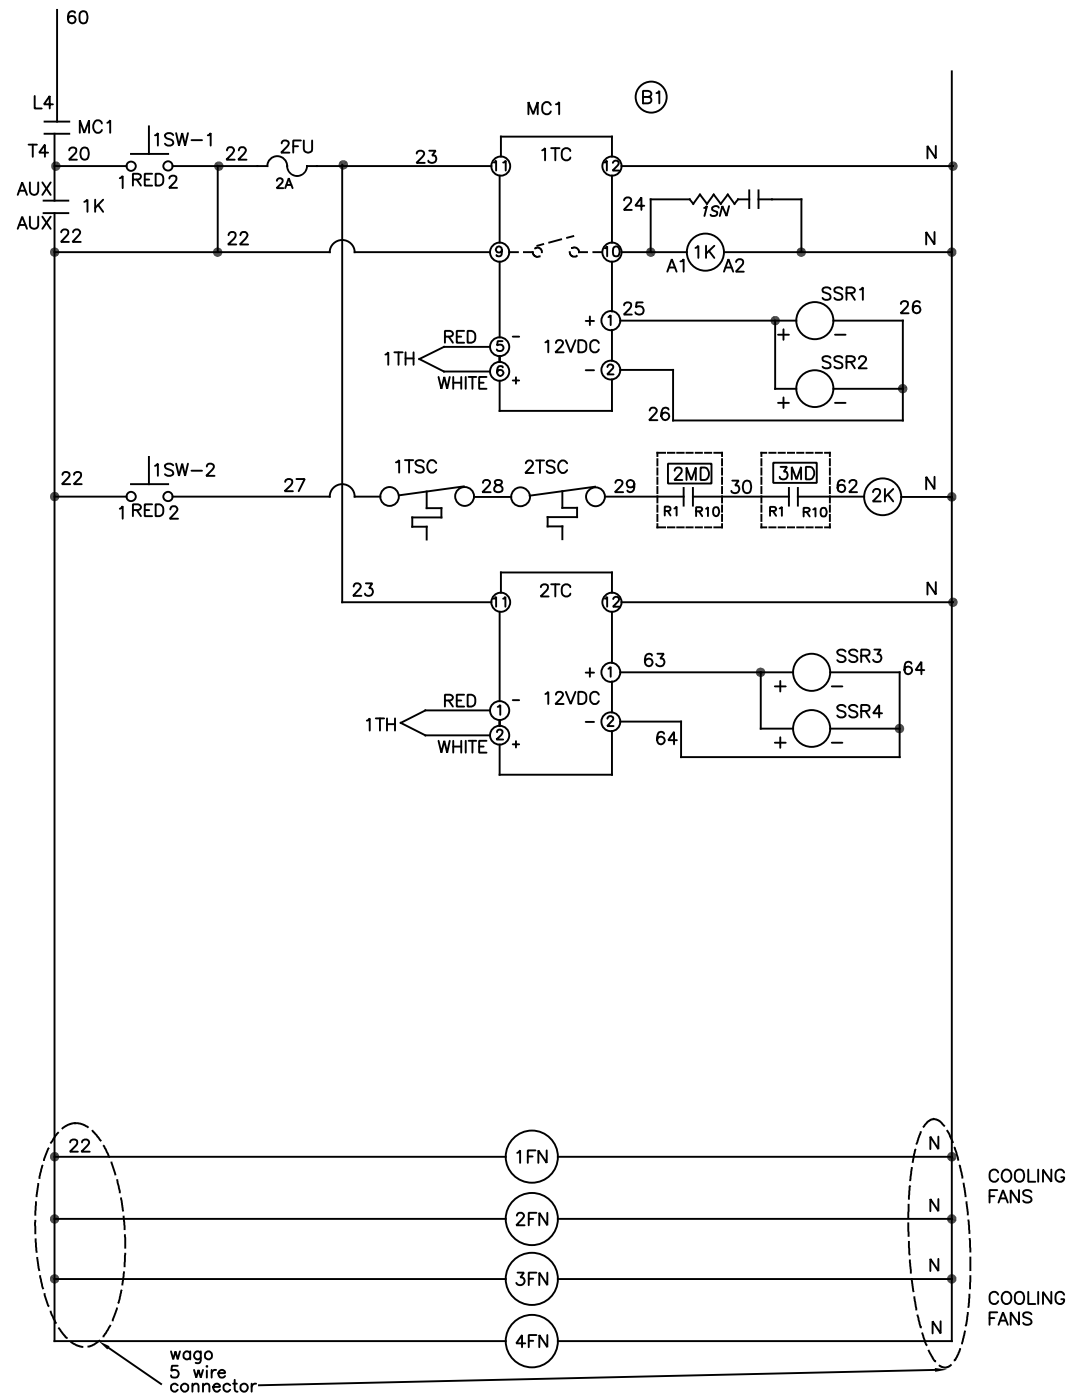 60
B1
L4
MC1
MC1
T4
20
1SW-1
22
2FU
23
11
1TC
12
N
1 RED 2
2A
AUX
1K
24
1SN
AUX
22
22
9
10
1K
N
A1
A2
SSR1
+ 1
25
26
+ -
RED
5 -
12VDC
1TH
- 2
SSR2
WHITE
6 +
+ -
26
1TSC
2TSC
22
1SW-2
27
28
29
2MD
30
3MD
62
2K
N
1 RED 2
R1 R10
R1 R10
23
11
2TC
12
N
+ 1
63
SSR3
64
+ -
RED
1 -
12VDC
1TH
- 2
SSR4
WHITE
2 +
64
+ -
22
1FN
N
COOLING
FANS
2FN
N
3FN
N
COOLING
FANS
4FN
N
wago
5 wire
connector